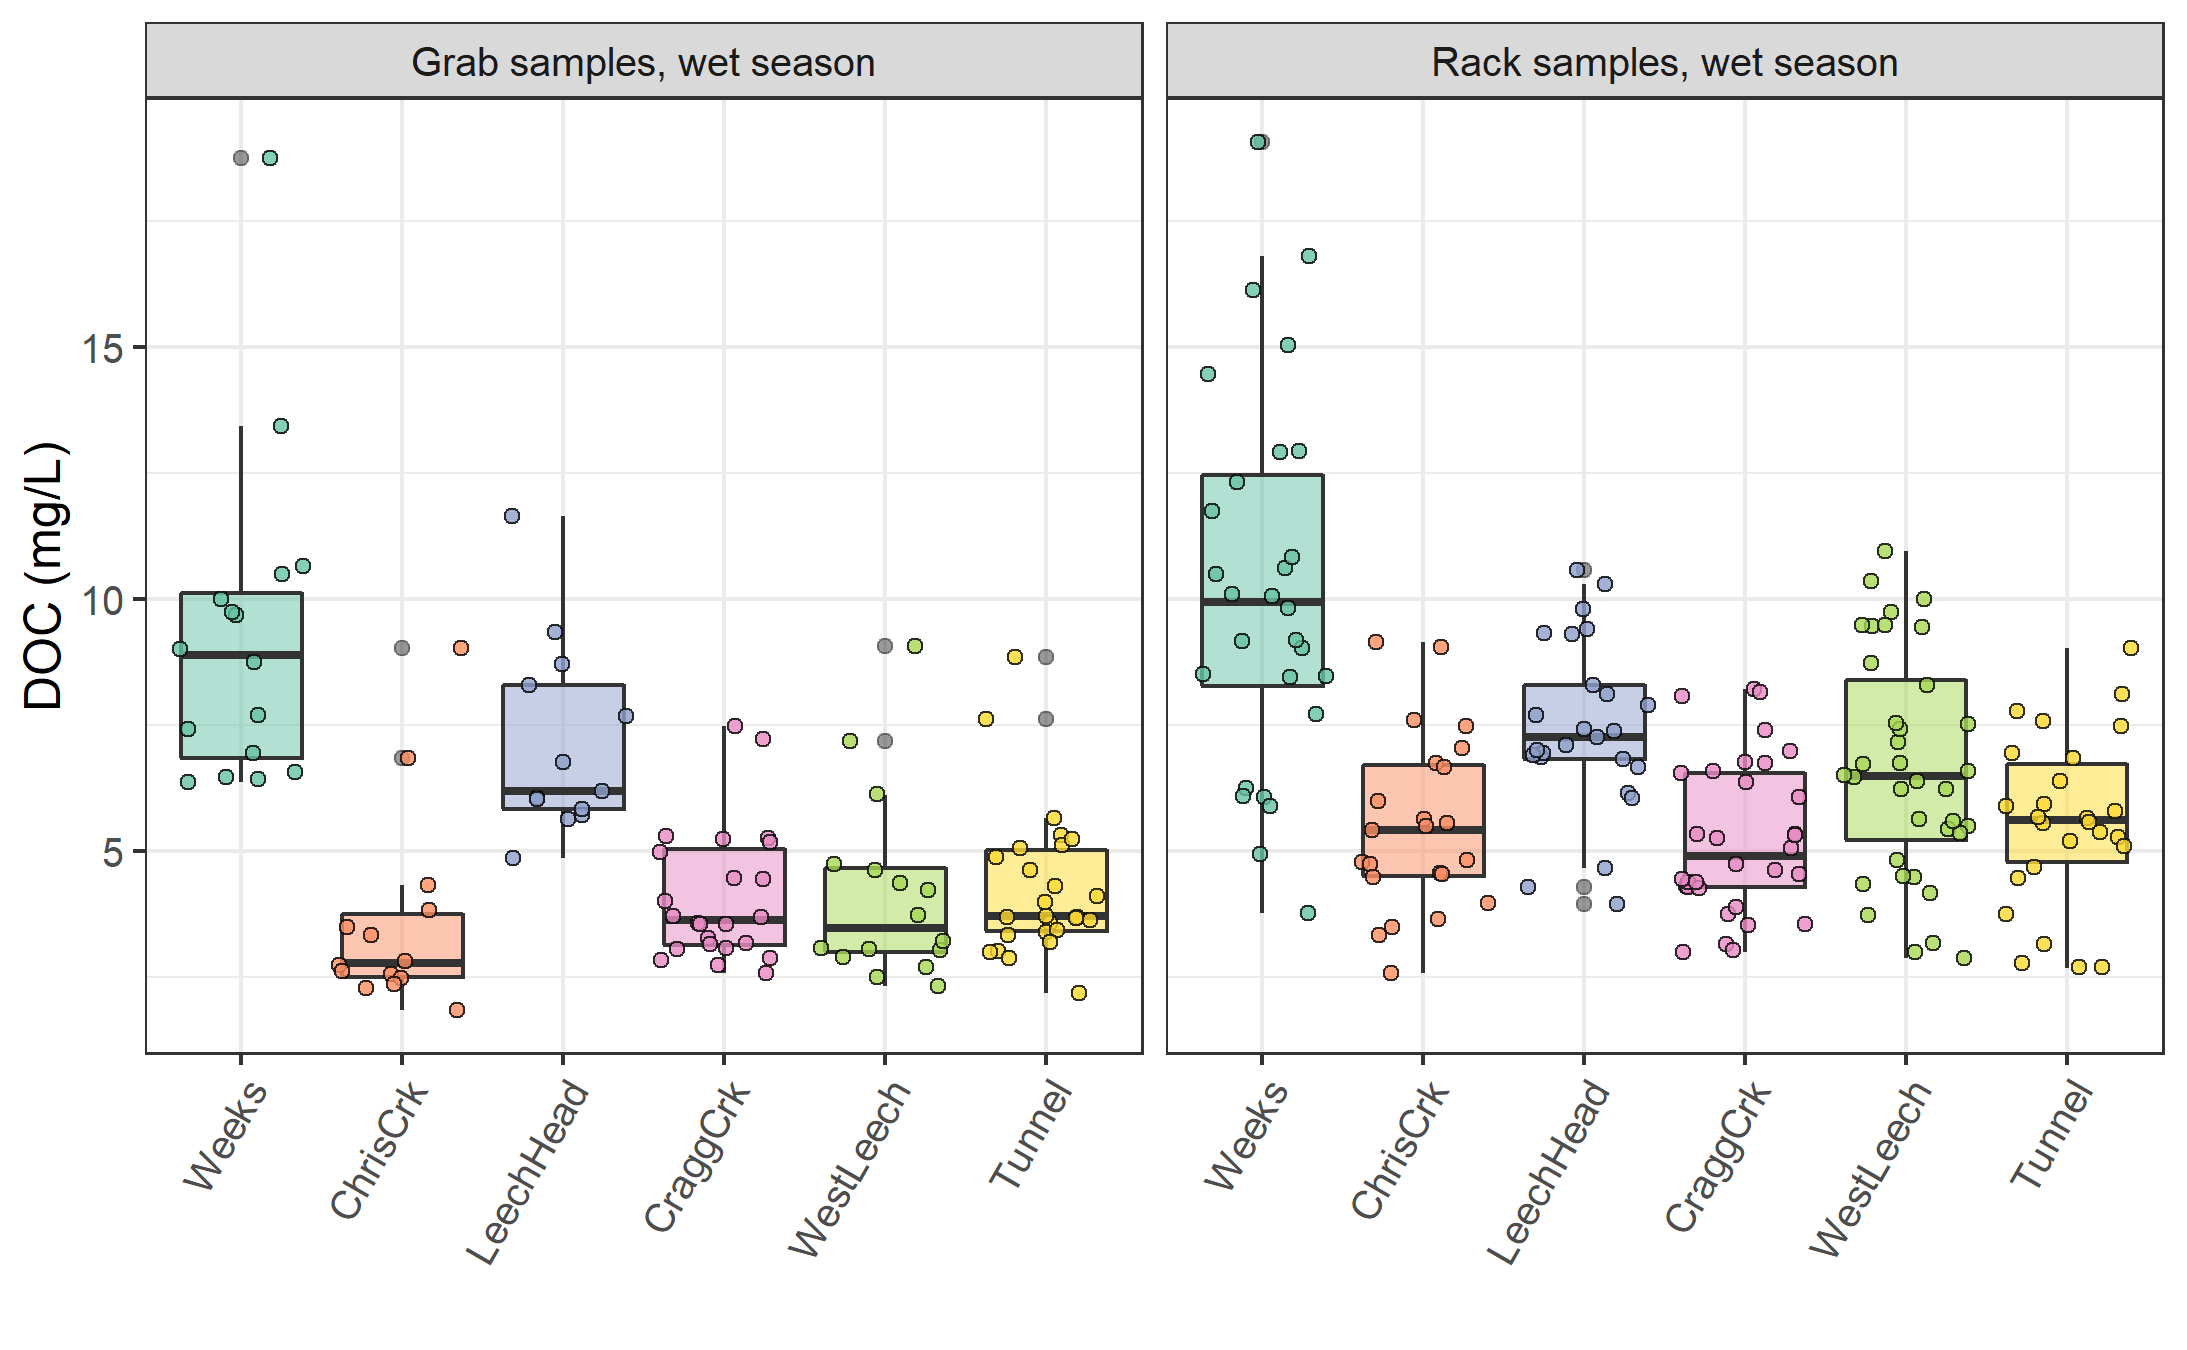 Grab samples, wet season
Rack samples, wet season
DOC (mg/L)
15
10
5
Weeks
ChrisCrk
LeechHead
CraggCrk
WestLeech
Tunnel
Weeks
ChrisCrk
LeechHead
CraggCrk
WestLeech
Tunnel